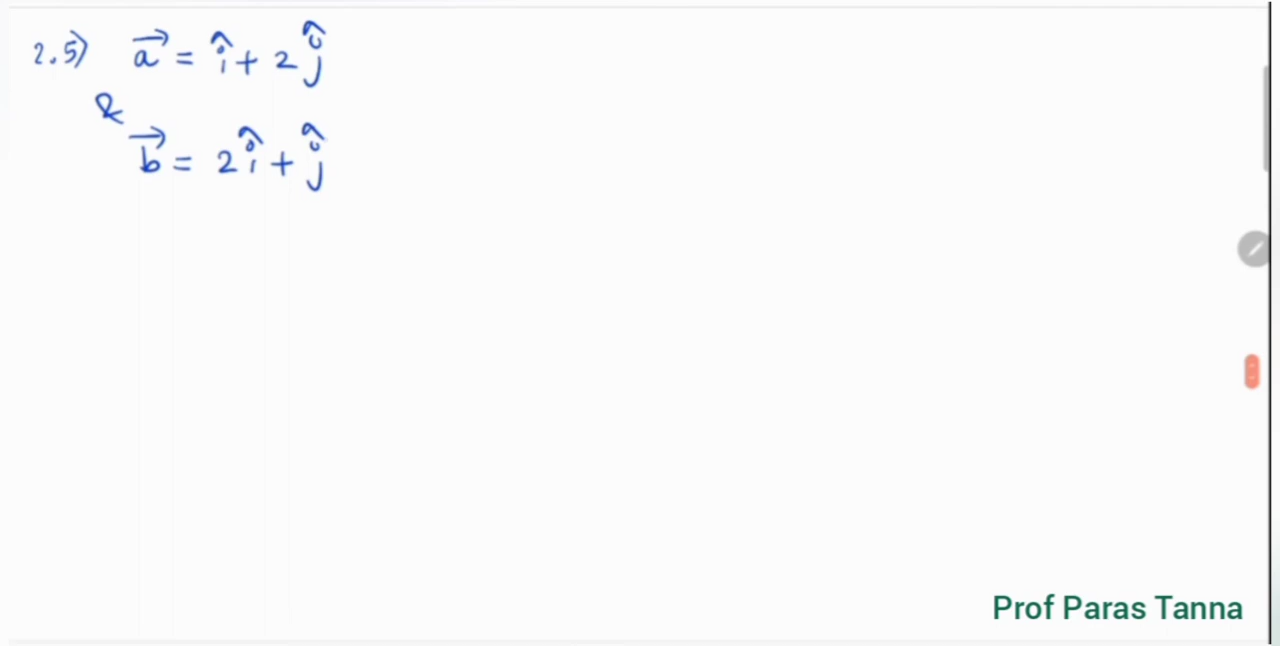 2.5) a⃗ = î + 2ĵ
&
b⃗ = 2î + ĵ
Prof Paras Tanna